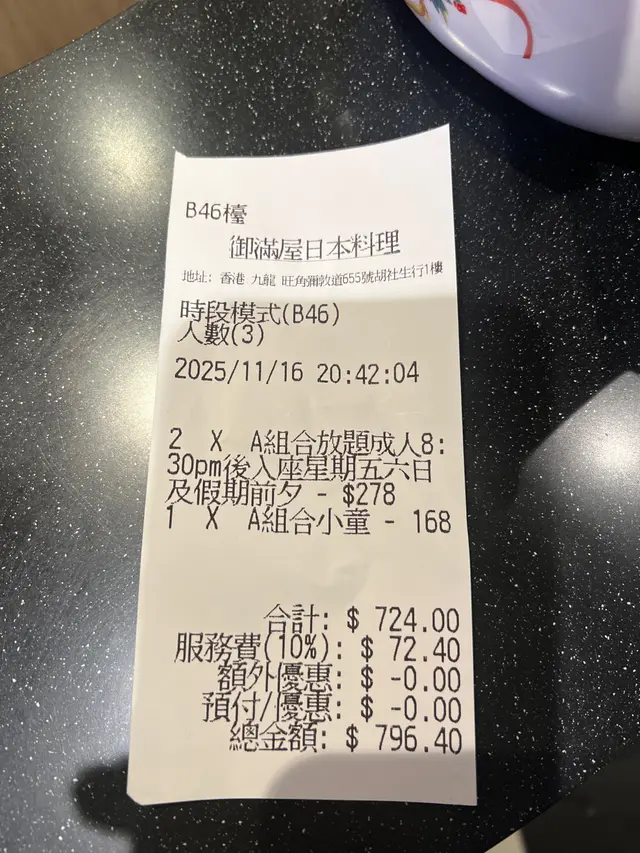 B46檯
御滿屋日本料理
地址: 香港 九龍 旺角彌敦道655號胡社生行1樓
時段模式(B46)
人數(3)
2025/11/16 20:42:04
2 X A組合放題成人8:
30pm後入座星期五六日
及假期前夕 - $278
1 X A組合小童 - 168
合計: $ 724.00
服務費(10%): $ 72.40
額外優惠: $ -0.00
預付/優惠: $ -0.00
總金額: $ 796.40